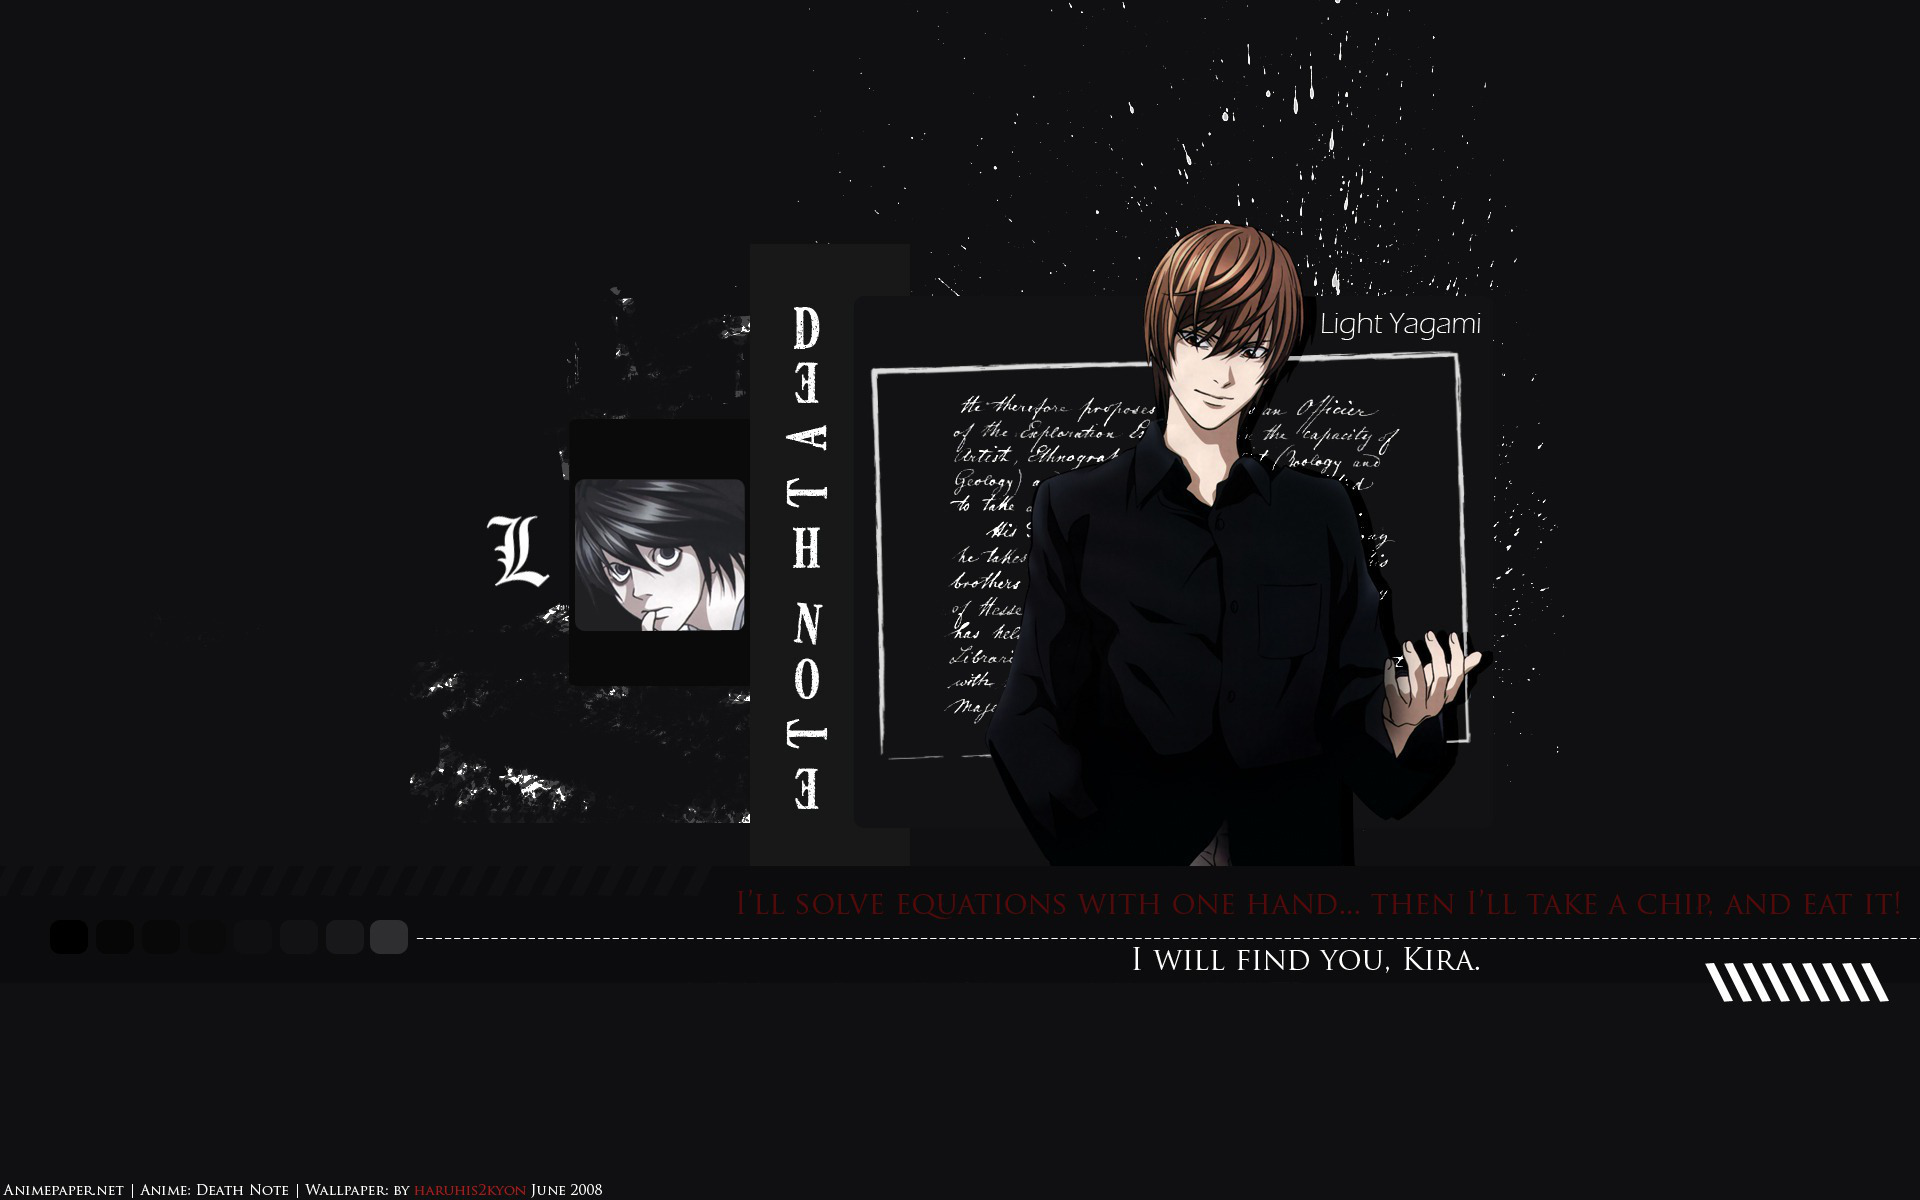 Light Yagami
DEATH NOTE
L
He therefore proposes
an Officier
of the Exploration
the capacity of
Artist,
and
Geology)
to take
His
he takes
brothers
of Hesse
has
with
I'll solve equations with one hand... then I'll take a chip, and eat it!
I will find you, Kira.
Animepaper.net | Anime: Death Note | Wallpaper: by haruhis2kyon June 2008